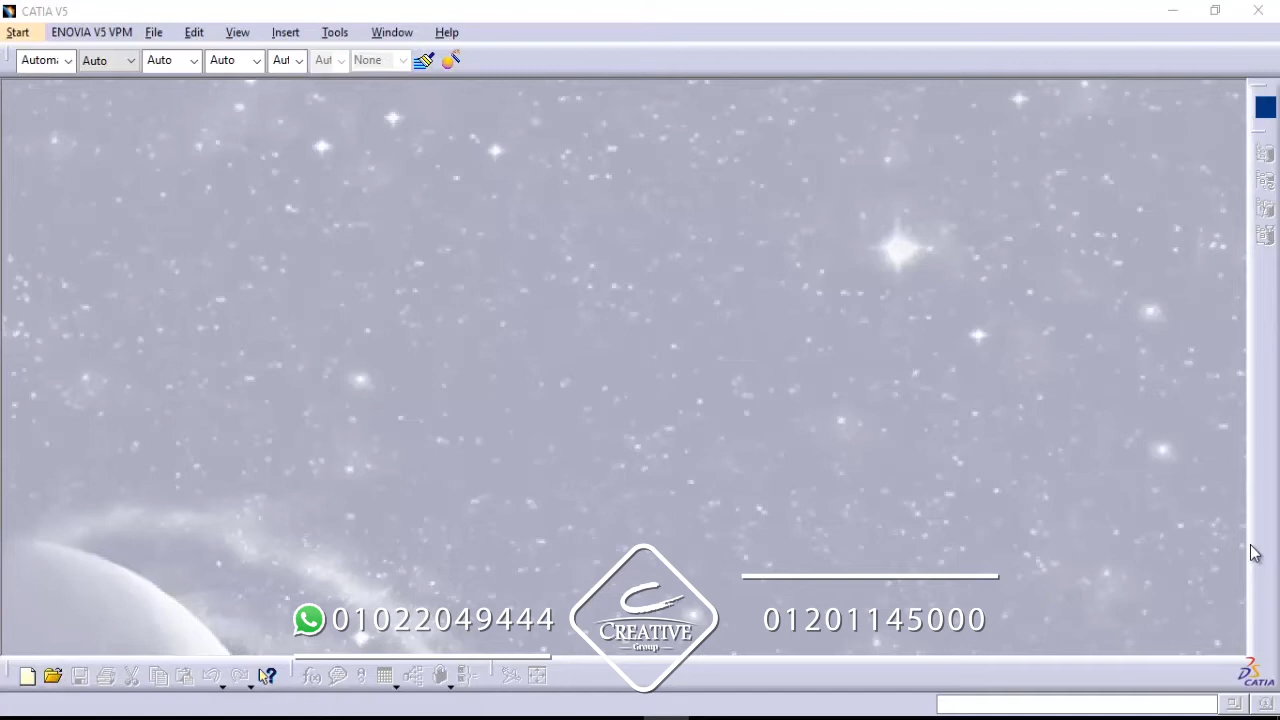 CATIA V5
Start ENOVIA V5 VPM File Edit View Insert Tools Window Help
Automa Auto Auto Auto Aut Aut None
01022049444
CREATIVE
Group
01201145000
CATIA